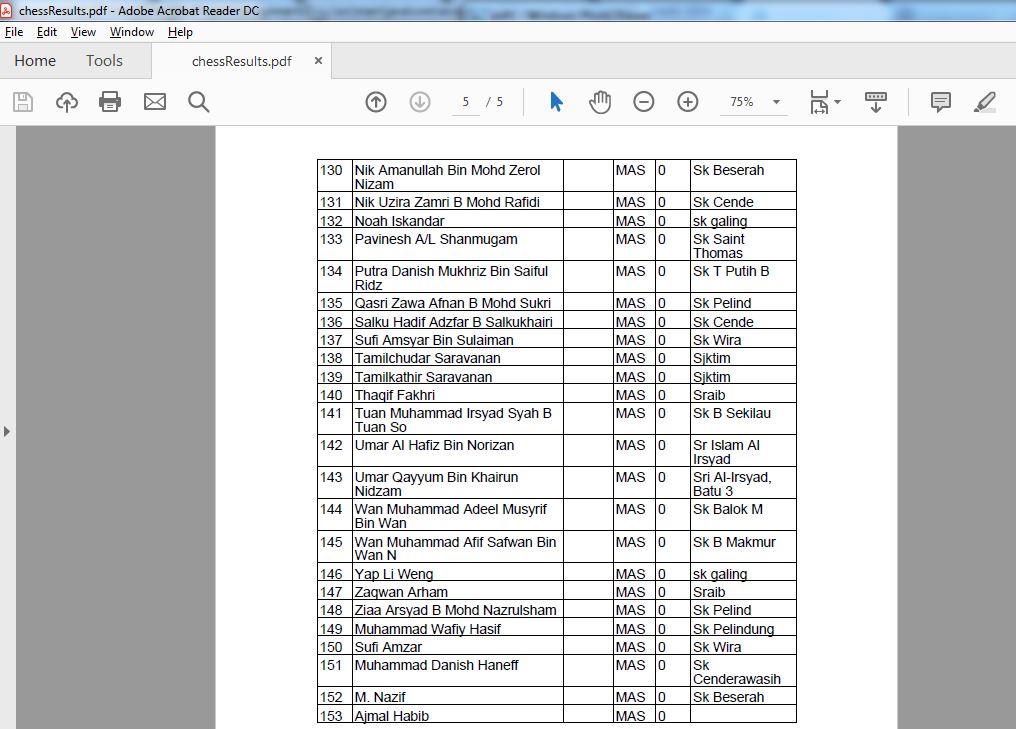 chessResults.pdf - Adobe Acrobat Reader DC
File Edit View Window Help
Home Tools chessResults.pdf ×
5 / 5 75%
130 Nik Amanullah Bin Mohd Zerol MAS 0 Sk Beserah
Nizam
131 Nik Uzira Zamri B Mohd Rafidi MAS 0 Sk Cende
132 Noah Iskandar MAS 0 sk galing
133 Pavinesh A/L Shanmugam MAS 0 Sk Saint
Thomas
134 Putra Danish Mukhriz Bin Saiful MAS 0 Sk T Putih B
Ridz
135 Qasri Zawa Afnan B Mohd Sukri MAS 0 Sk Pelind
136 Salku Hadif Adzfar B Salkukhairi MAS 0 Sk Cende
137 Sufi Amsyar Bin Sulaiman MAS 0 Sk Wira
138 Tamilchudar Saravanan MAS 0 Sjktim
139 Tamilkathir Saravanan MAS 0 Sjktim
140 Thaqif Fakhri MAS 0 Sraib
141 Tuan Muhammad Irsyad Syah B MAS 0 Sk B Sekilau
Tuan So
142 Umar Al Hafiz Bin Norizan MAS 0 Sr Islam Al
Irsyad
143 Umar Qayyum Bin Khairun MAS 0 Sri Al-Irsyad,
Nidzam Batu 3
144 Wan Muhammad Adeel Musyrif MAS 0 Sk Balok M
Bin Wan
145 Wan Muhammad Afif Safwan Bin MAS 0 Sk B Makmur
Wan N
146 Yap Li Weng MAS 0 sk galing
147 Zaqwan Arham MAS 0 Sraib
148 Ziaa Arsyad B Mohd Nazrulsham MAS 0 Sk Pelind
149 Muhammad Wafiy Hasif MAS 0 Sk Pelindung
150 Sufi Amzar MAS 0 Sk Wira
151 Muhammad Danish Haneff MAS 0 Sk
Cenderawasih
152 M. Nazif MAS 0 Sk Beserah
153 Ajmal Habib MAS 0